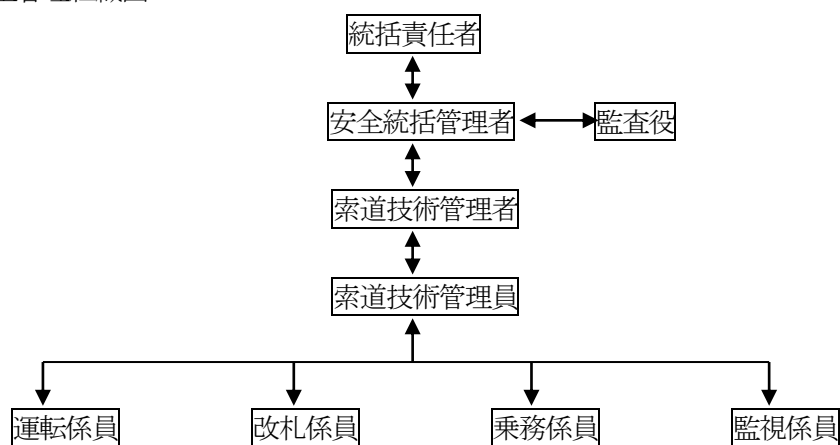 統括責任者
安全統括管理者 監査役
索道技術管理者
索道技術管理員
運転係員 改札係員 乗務係員 監視係員